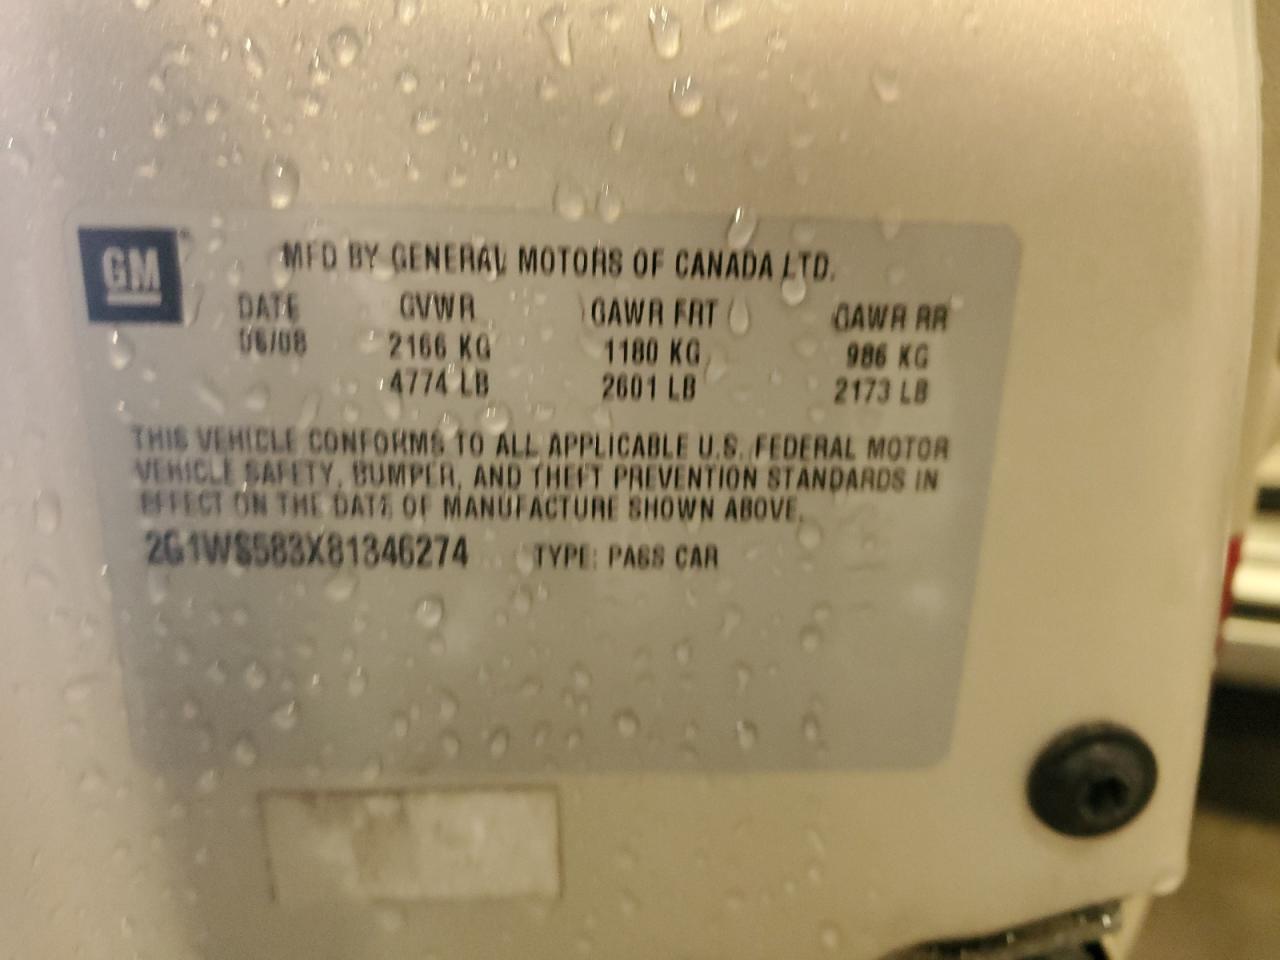 GM
MFD BY GENERAL MOTORS OF CANADA LTD.
DATE GVWR GAWR FRT GAWR RR
06/08 2166 KG 1180 KG 986 KG
4774 LB 2601 LB 2173 LB
THIS VEHICLE CONFORMS TO ALL APPLICABLE U.S. FEDERAL MOTOR
VEHICLE SAFETY, BUMPER, AND THEFT PREVENTION STANDARDS IN
EFFECT ON THE DATE OF MANUFACTURE SHOWN ABOVE.
2G1WS583X81346274 TYPE: PASS CAR